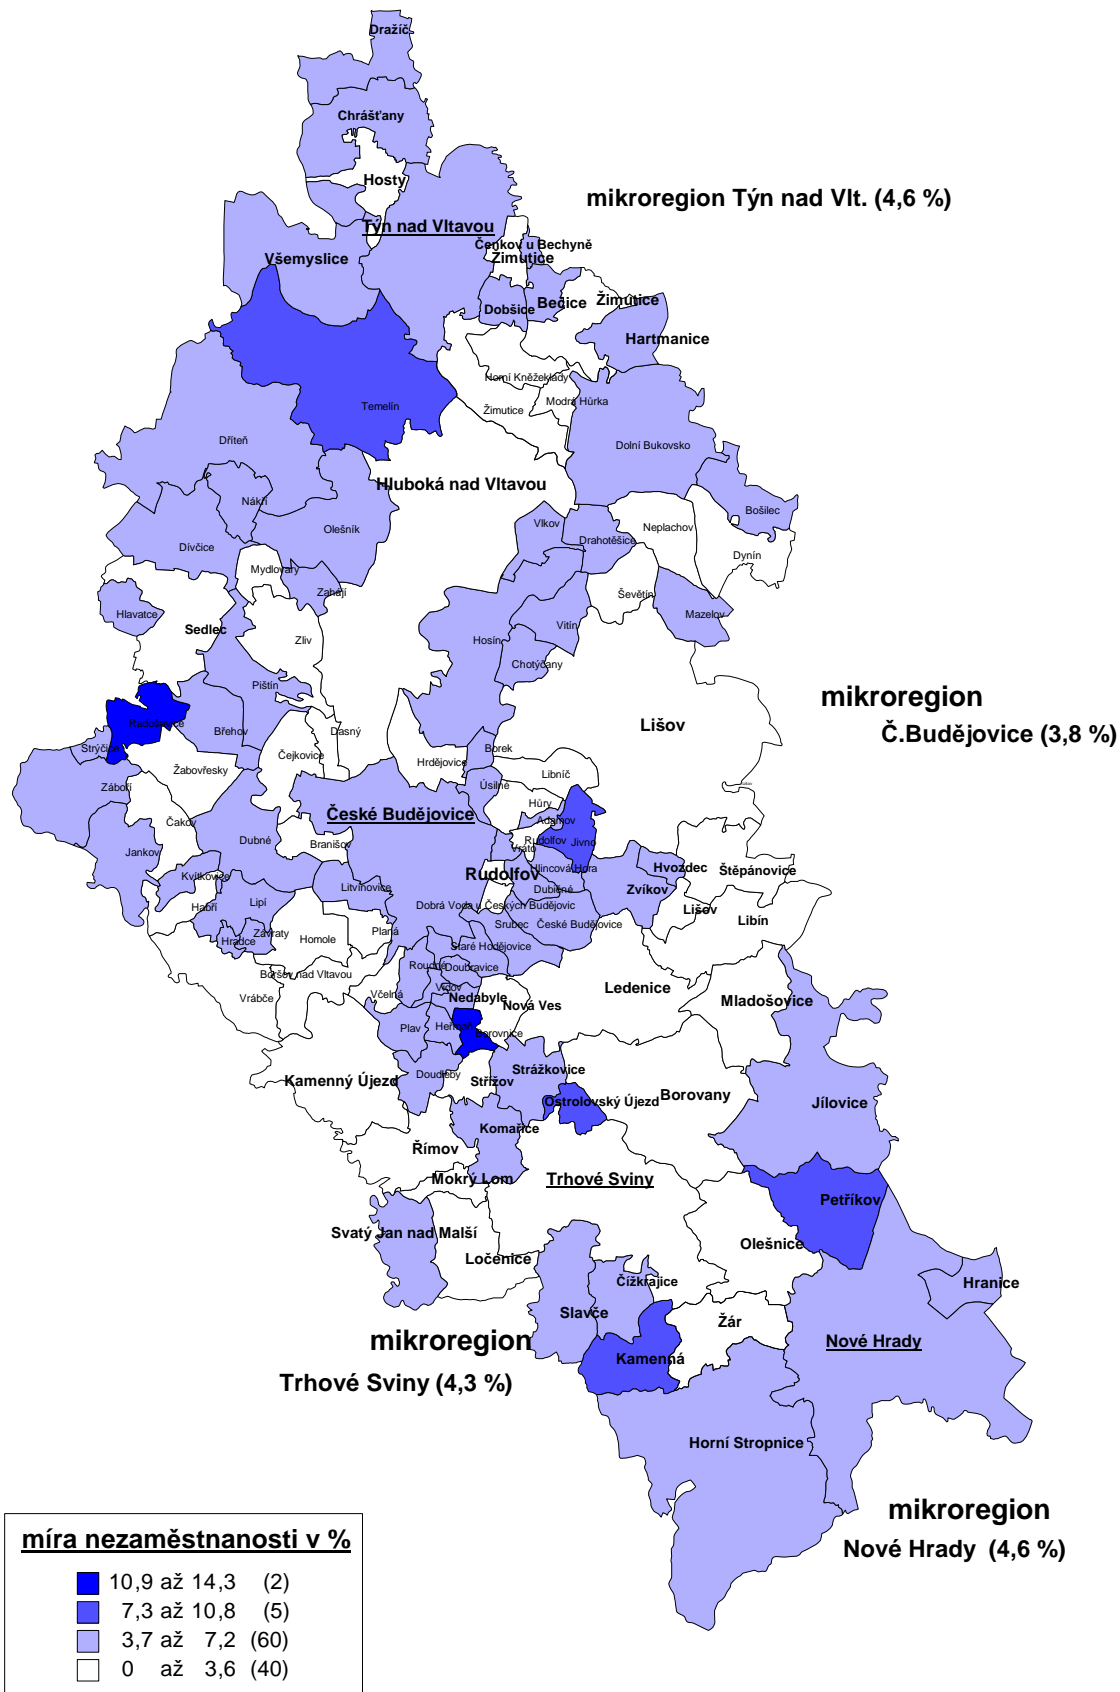 Dražíč
Chrášťany
Hosty
mikroregion Týn nad Vlt. (4,6 %)
Týn nad Vltavou
Čenkov u Bechyně
Všemyslice
Žimutice
Dobšice
Bečice
Žimutice
Hartmanice
Horní Kněžeklady
Temelín
Žimutice
Modrá Hůrka
Dříteň
Dolní Bukovsko
Hluboká nad Vltavou
Nákří
Bošilec
Olešník
Vlkov
Neplachov
Drahotěšice
Dívčice
Dynín
Mydlovary
Zahájí
Ševětín
Hlavatce
Mazelov
Sedlec
Zliv
Hosín
Vitín
Chotýčany
Pištín
mikroregion
Radošovice
Břehov
Dasný
Lišov
Č.Budějovice (3,8 %)
Strýčice
Čejkovice
Hrdějovice
Borek
Žabovřesky
Libníč
Záboří
Úsilné
Hůry
České Budějovice
Čakov
Adamov
Dubné
Branišov
Rudolfov
Jivno
Jankov
Vráto
Hlincová Hora
Hvozdec
Štěpánovice
Kvítkovice
Rudolfov
Litvínovice
Dubičné
Zvíkov
Habří
Lipí
Dobrá Voda u Českých Budějovic
Lišov
Libín
Závraty
Planá
Srubec
České Budějovice
Hradce
Homole
Staré Hodějovice
Boršov nad Vltavou
Roudné
Doubravice
Vrábče
Včelná
Vidov
Nedabyle
Nová Ves
Ledenice
Mladošovice
Plav
Heřmaň
Borovnice
Kamenný Újezd
Doudleby
Střížov
Strážkovice
Ostrolovský Újezd
Borovany
Jílovice
Komařice
Římov
Mokrý Lom
Trhové Sviny
Petříkov
Svatý Jan nad Malší
Ločenice
Olešnice
Čížkrajice
Hranice
Slavče
Žár
mikroregion
Nové Hrady
Kamenná
Trhové Sviny (4,3 %)
Horní Stropnice
mikroregion
Nové Hrady (4,6 %)
míra nezaměstnanosti v %
10,9 až 14,3 (2)
7,3 až 10,8 (5)
3,7 až 7,2 (60)
0 až 3,6 (40)